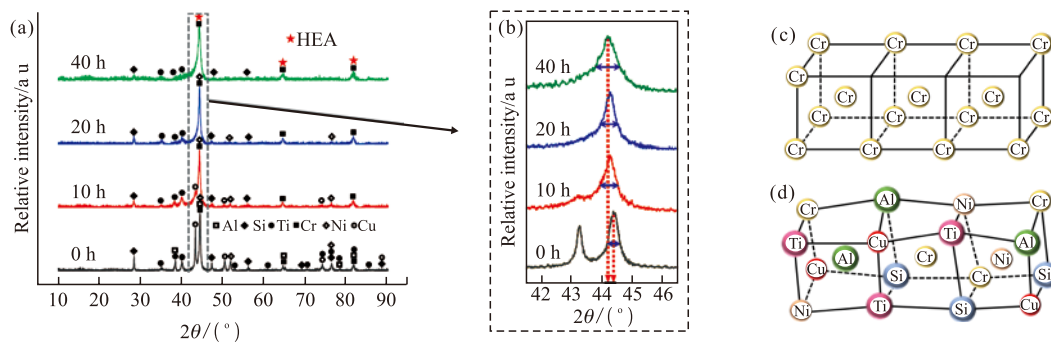 (a)
Relative intensity/a u
★HEA
40 h
20 h
10 h
0 h
Al Si Ti Cr Ni Cu
10 20 30 40 50 60 70 80 90
2θ/(°)
(b)
Relative intensity/a u
40 h
20 h
10 h
0 h
42 43 44 45 46
2θ/(°)
(c)
Cr Cr Cr Cr
Cr
Cr Cr Cr
Cr Cr Cr Cr
Cr Cr Cr Cr
(d)
Cr Al Ni Cr
Ti Cu Ti Al
Cu Al Si Cr Cr Ni Si
Ni Ti Si Cu